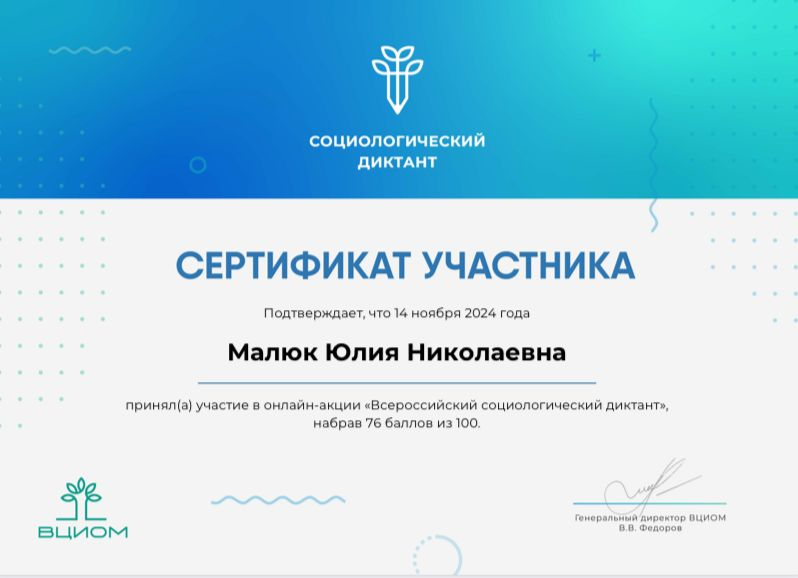 СОЦИОЛОГИЧЕСКИЙ
ДИКТАНТ
СЕРТИФИКАТ УЧАСТНИКА
Подтверждает, что 14 ноября 2024 года
Малюк Юлия Николаевна
принял(а) участие в онлайн-акции «Всероссийский социологический диктант»,
набрав 76 баллов из 100.
ВЦИОМ
Генеральный директор ВЦИОМ
В.В. Федоров